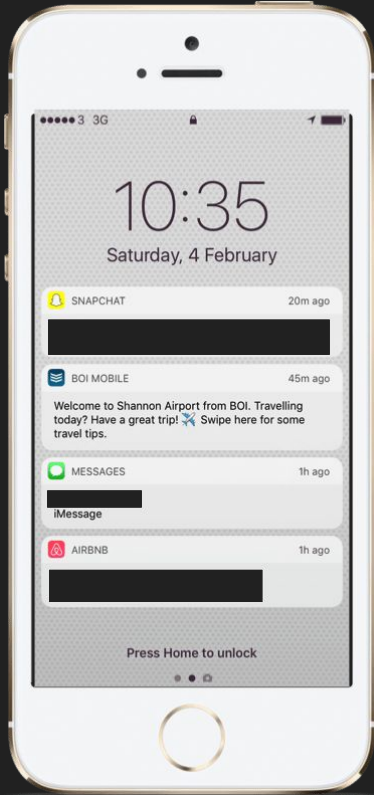 3 3G
10:35
Saturday, 4 February
SNAPCHAT 20m ago
BOI MOBILE 45m ago
Welcome to Shannon Airport from BOI. Travelling
today? Have a great trip! ✈️ Swipe here for some
travel tips.
MESSAGES 1h ago
iMessage
AIRBNB 1h ago
Press Home to unlock